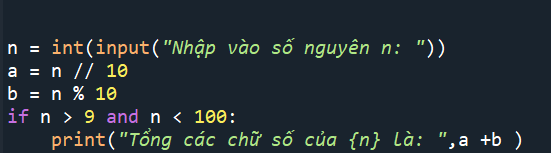 n = int(input("Nhập vào số nguyên n: "))
a = n // 10
b = n % 10
if n > 9 and n < 100:
    print("Tổng các chữ số của {n} là: ",a +b )